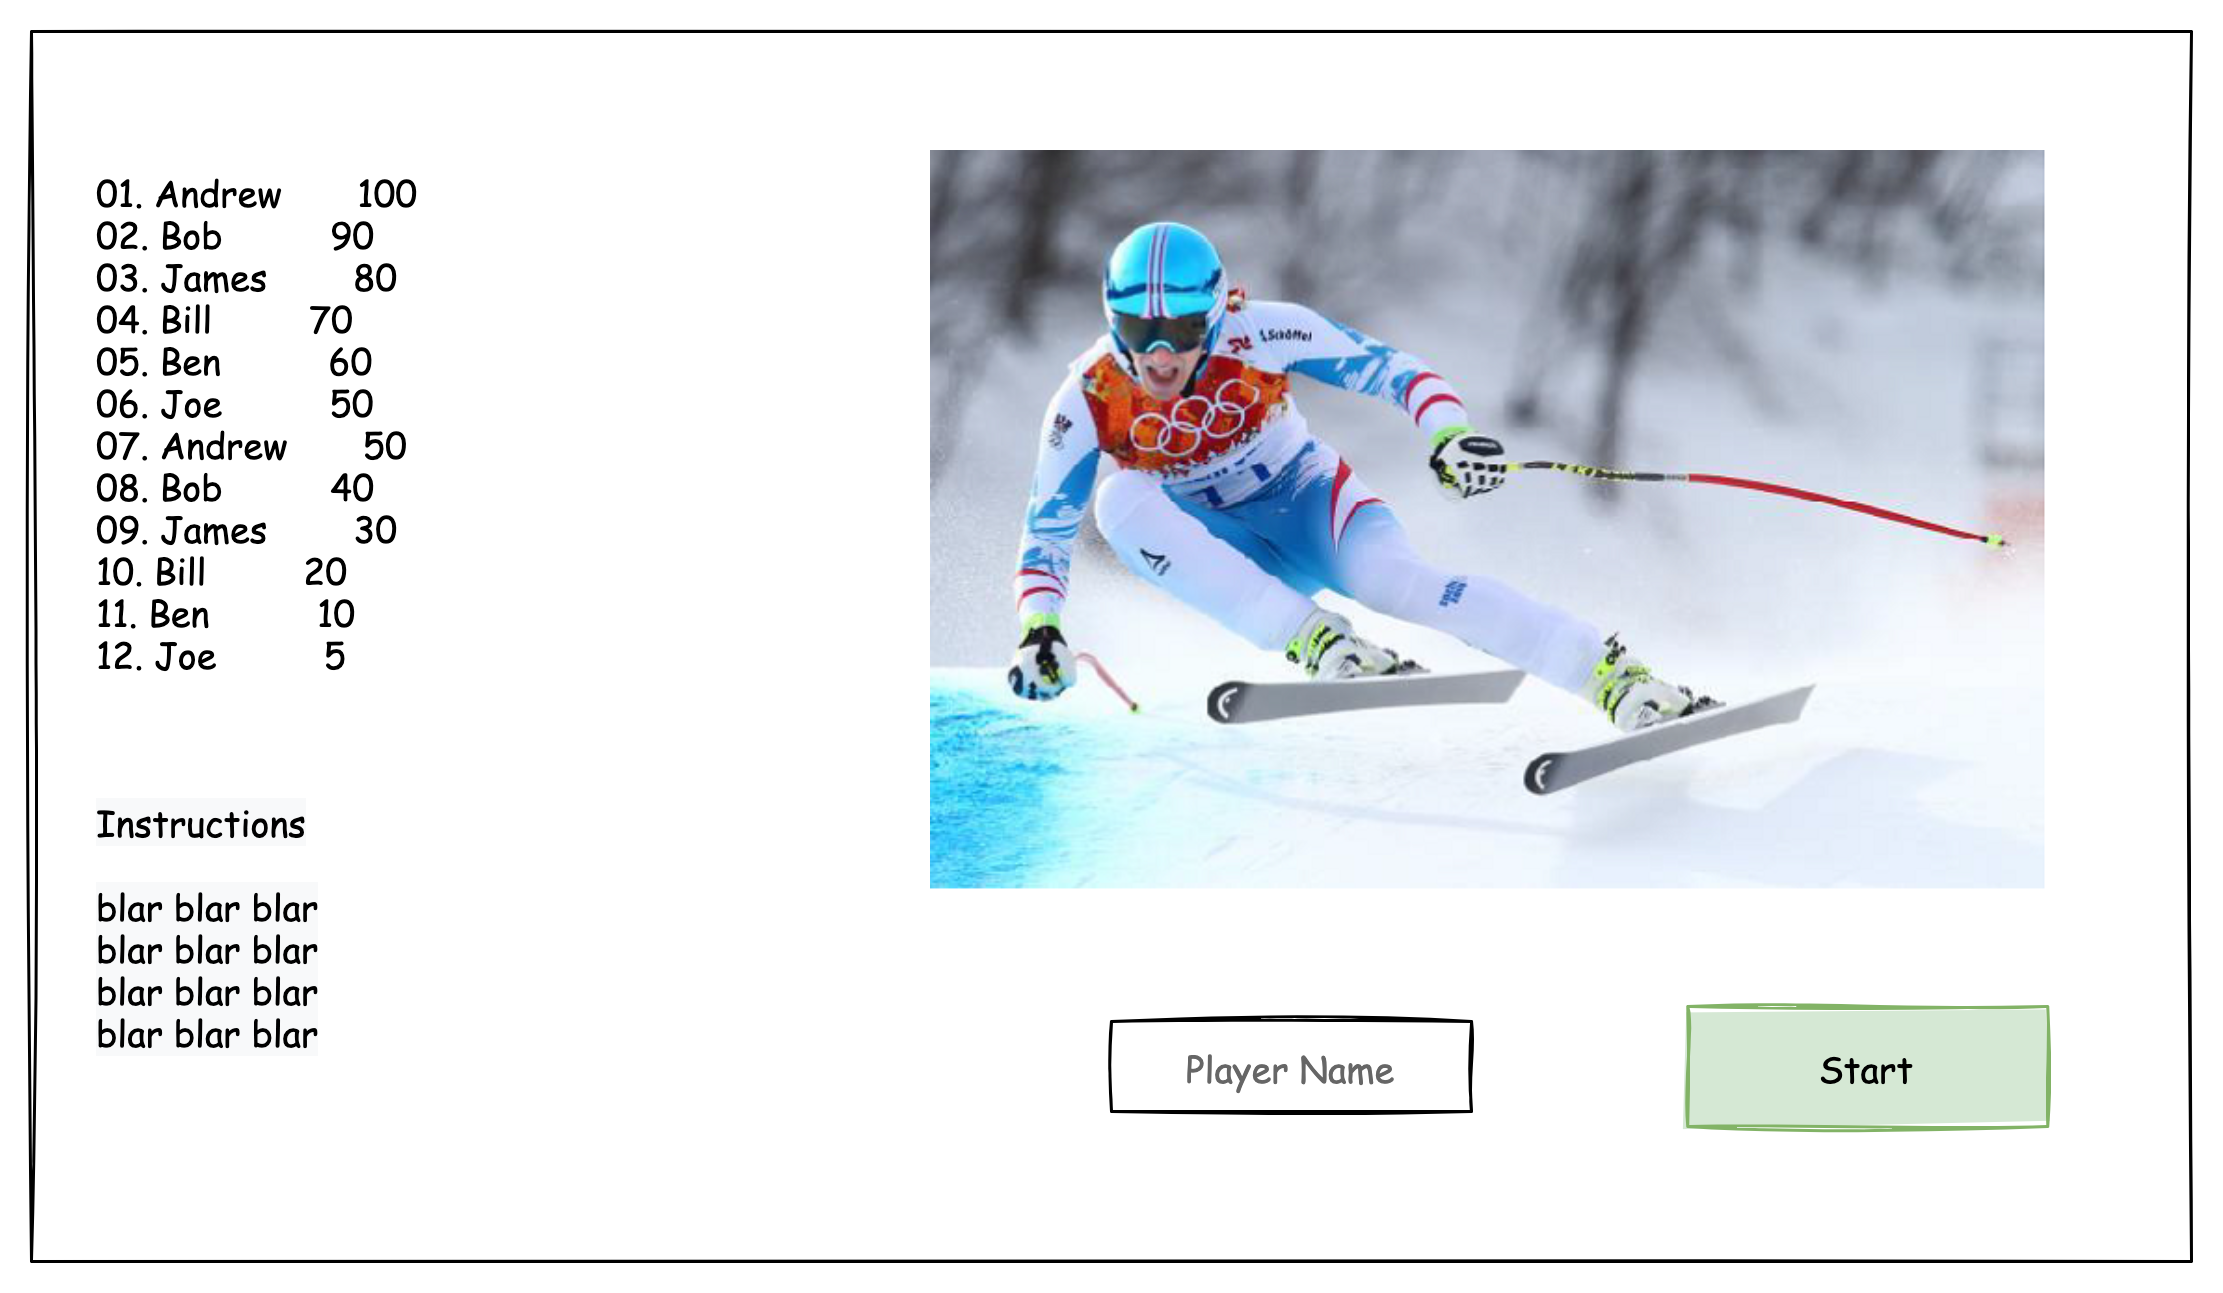 01. Andrew 100
02. Bob 90
03. James 80
04. Bill 70
05. Ben 60
06. Joe 50
07. Andrew 50
08. Bob 40
09. James 30
10. Bill 20
11. Ben 10
12. Joe 5
Instructions
blar blar blar
blar blar blar
blar blar blar
blar blar blar
Schöffel
LEKI
Player Name
Start